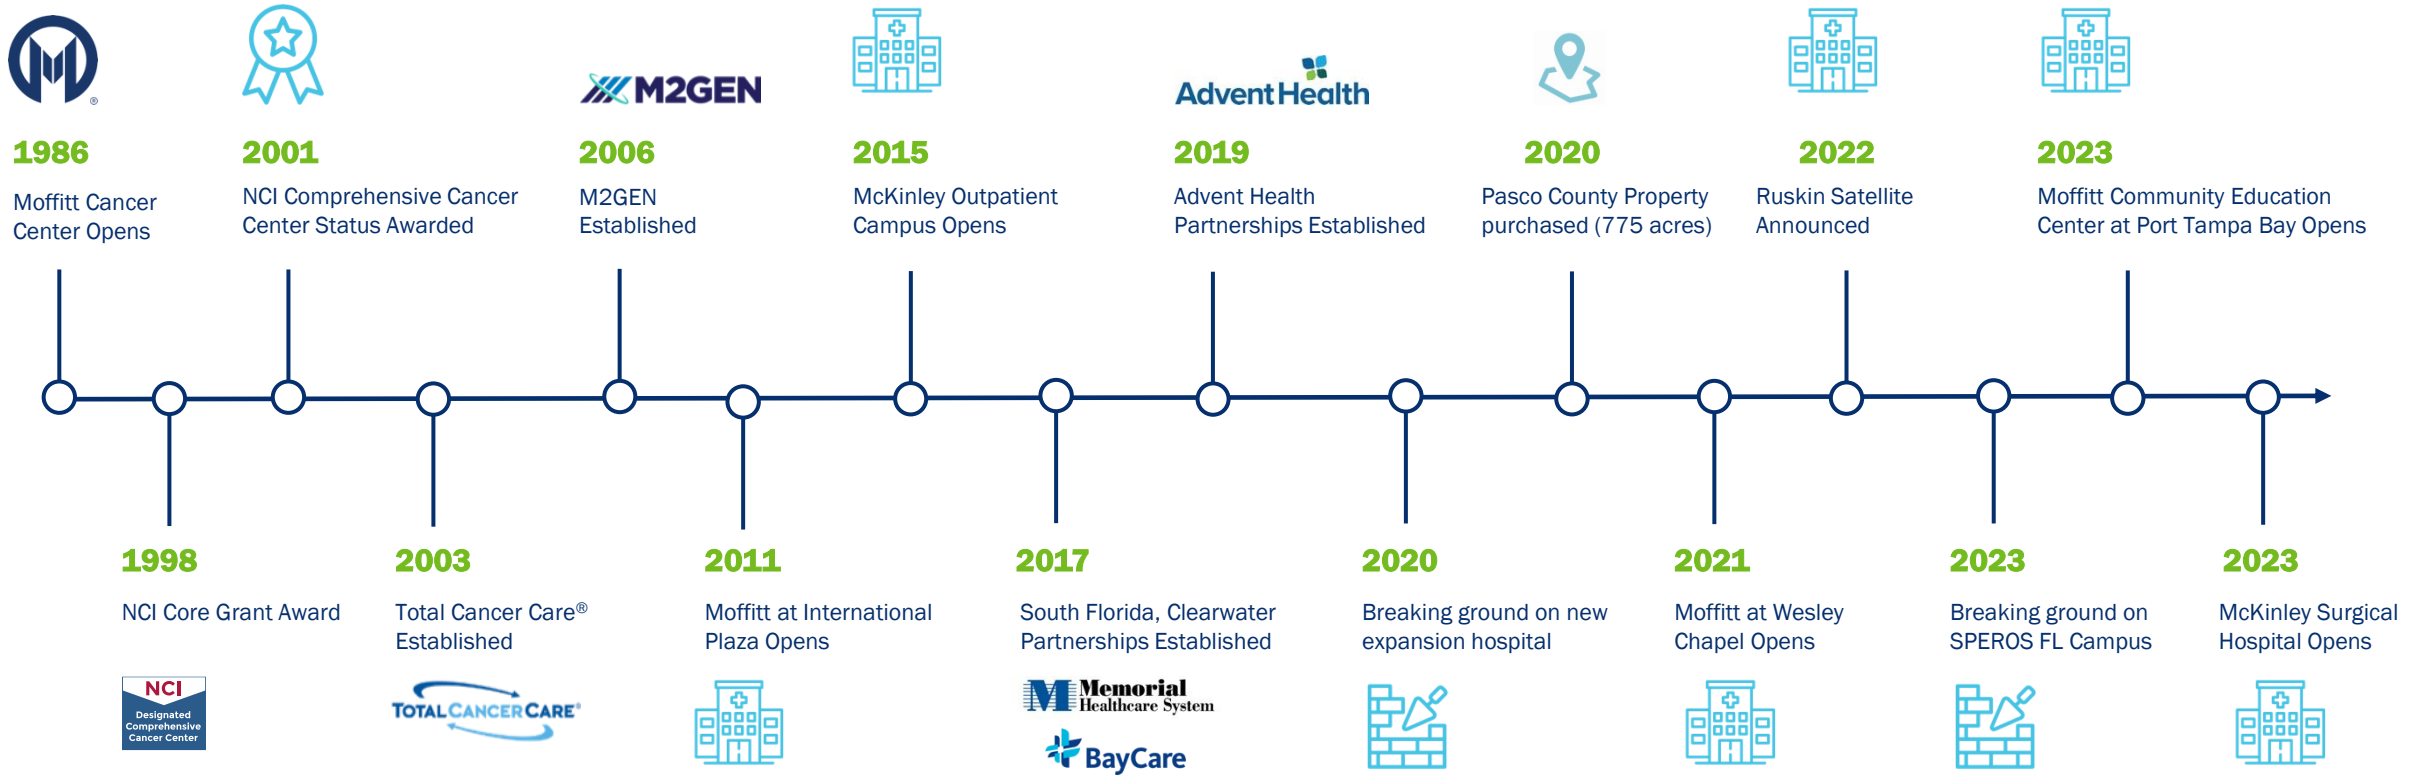 ®
M2GEN
Advent Health
1986
Moffitt Cancer
Center Opens
2001
NCI Comprehensive Cancer
Center Status Awarded
2006
M2GEN
Established
2015
McKinley Outpatient
Campus Opens
2019
Advent Health
Partnerships Established
2020
Pasco County Property
purchased (775 acres)
2022
Ruskin Satellite
Announced
2023
Moffitt Community Education
Center at Port Tampa Bay Opens
1998
NCI Core Grant Award
NCI
Designated
Comprehensive
Cancer Center
2003
Total Cancer Care®
Established
TOTAL CANCER CARE®
2011
Moffitt at International
Plaza Opens
2017
South Florida, Clearwater
Partnerships Established
M Memorial
Healthcare System
BayCare
2020
Breaking ground on new
expansion hospital
2021
Moffitt at Wesley
Chapel Opens
2023
Breaking ground on
SPEROS FL Campus
2023
McKinley Surgical
Hospital Opens